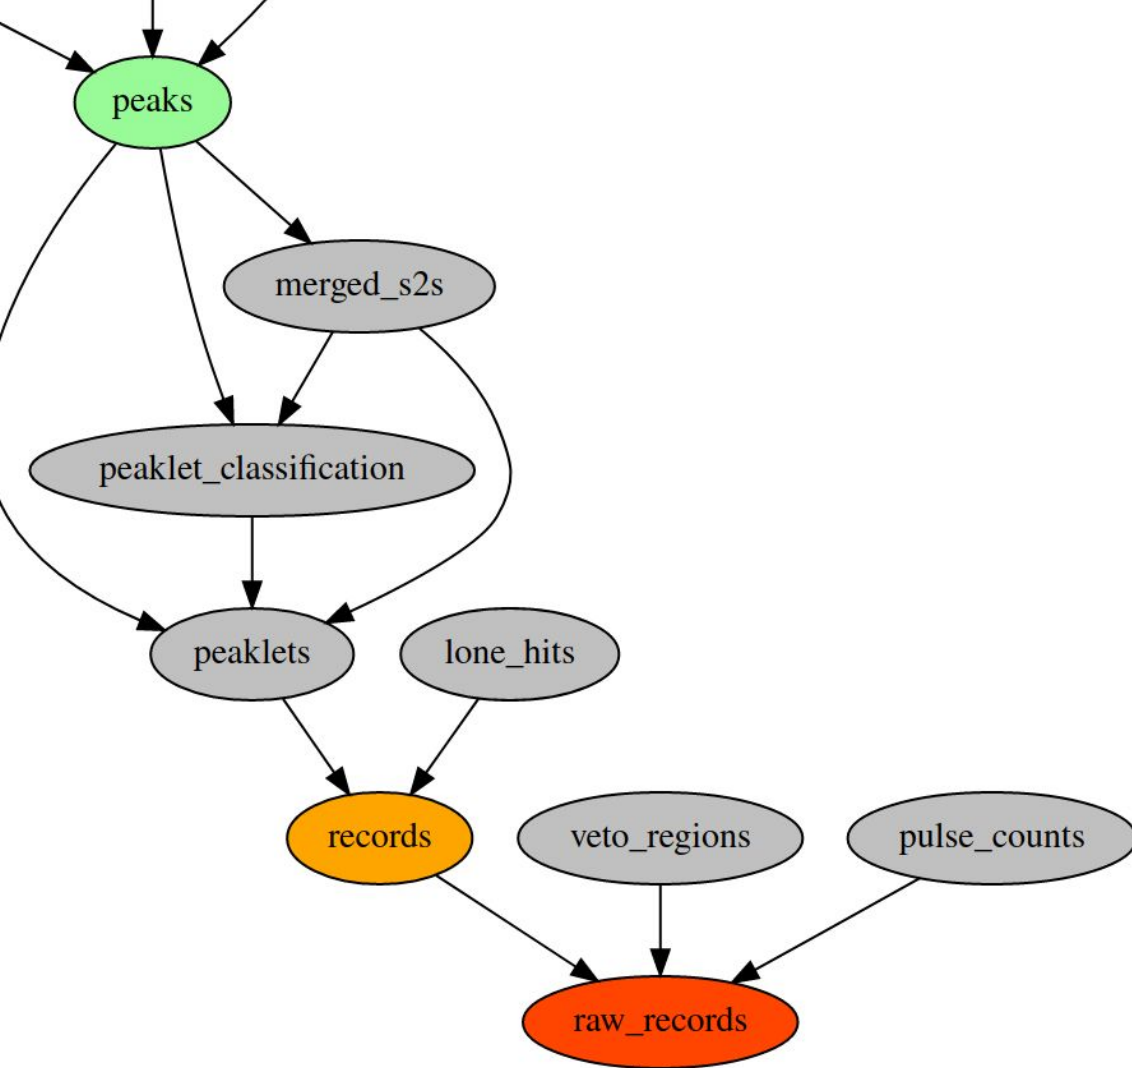 peaks
merged_s2s
peaklet_classification
peaklets
lone_hits
records
veto_regions
pulse_counts
raw_records